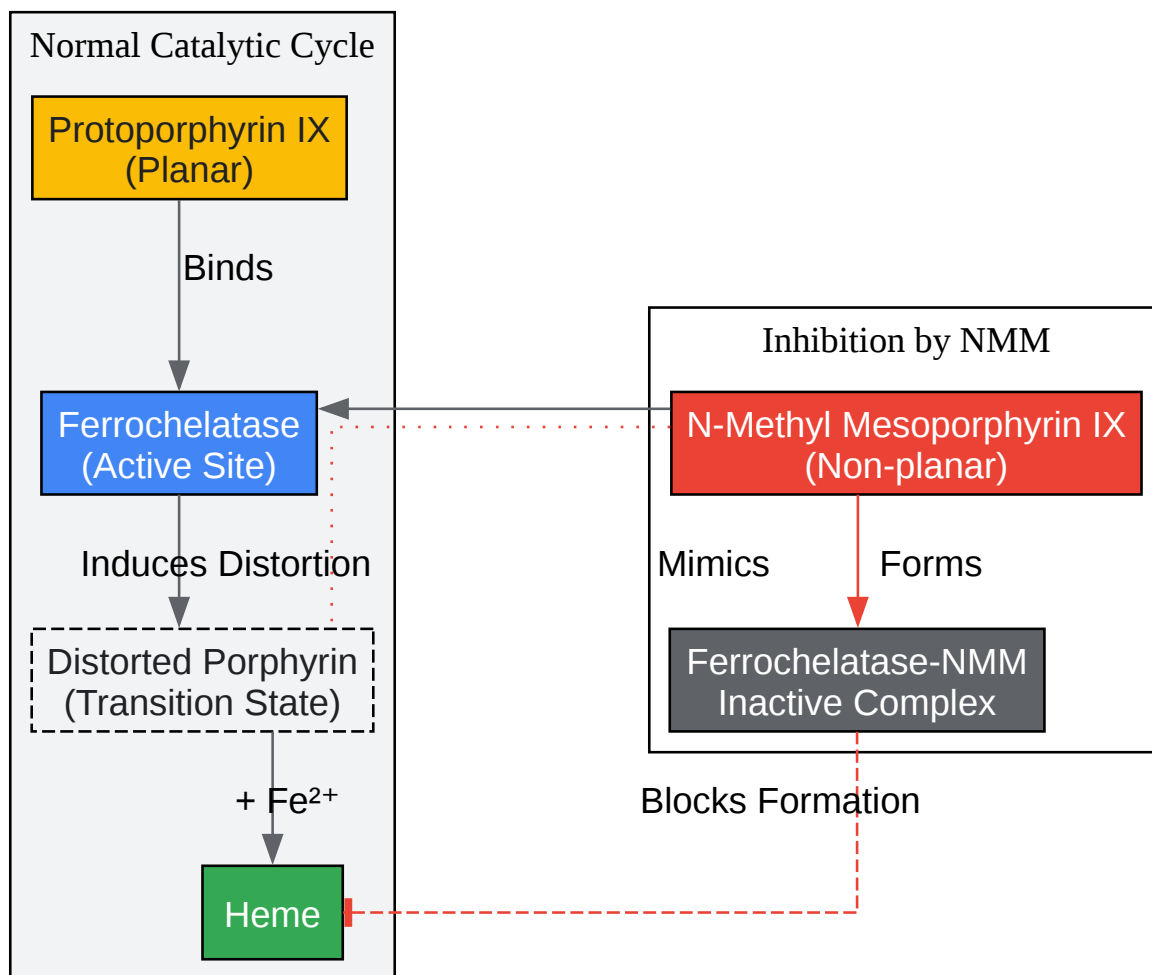 Normal Catalytic Cycle
Protoporphyrin IX
(Planar)
Binds
Ferrochelatase
(Active Site)
Induces Distortion
Distorted Porphyrin
(Transition State)
+ Fe²⁺
Heme
Inhibition by NMM
N-Methyl Mesoporphyrin IX
(Non-planar)
Mimics
Forms
Ferrochelatase-NMM
Inactive Complex
Blocks Formation